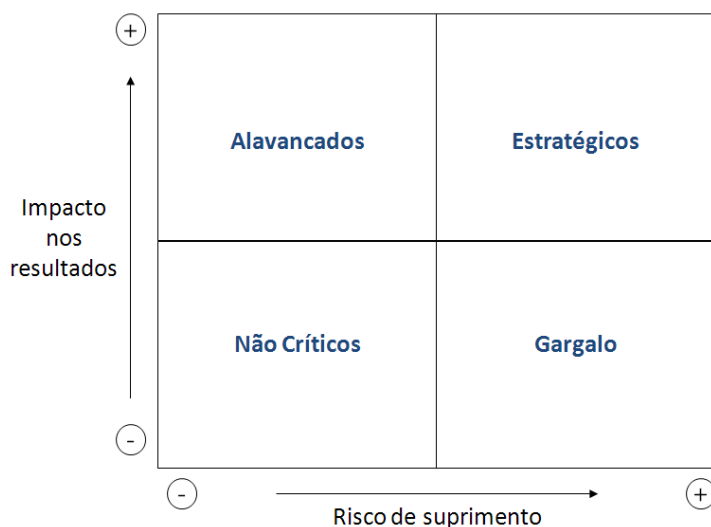 +
Alavancados
Estratégicos
Impacto
nos
resultados
Não Críticos
Gargalo
-
-
+
Risco de suprimento